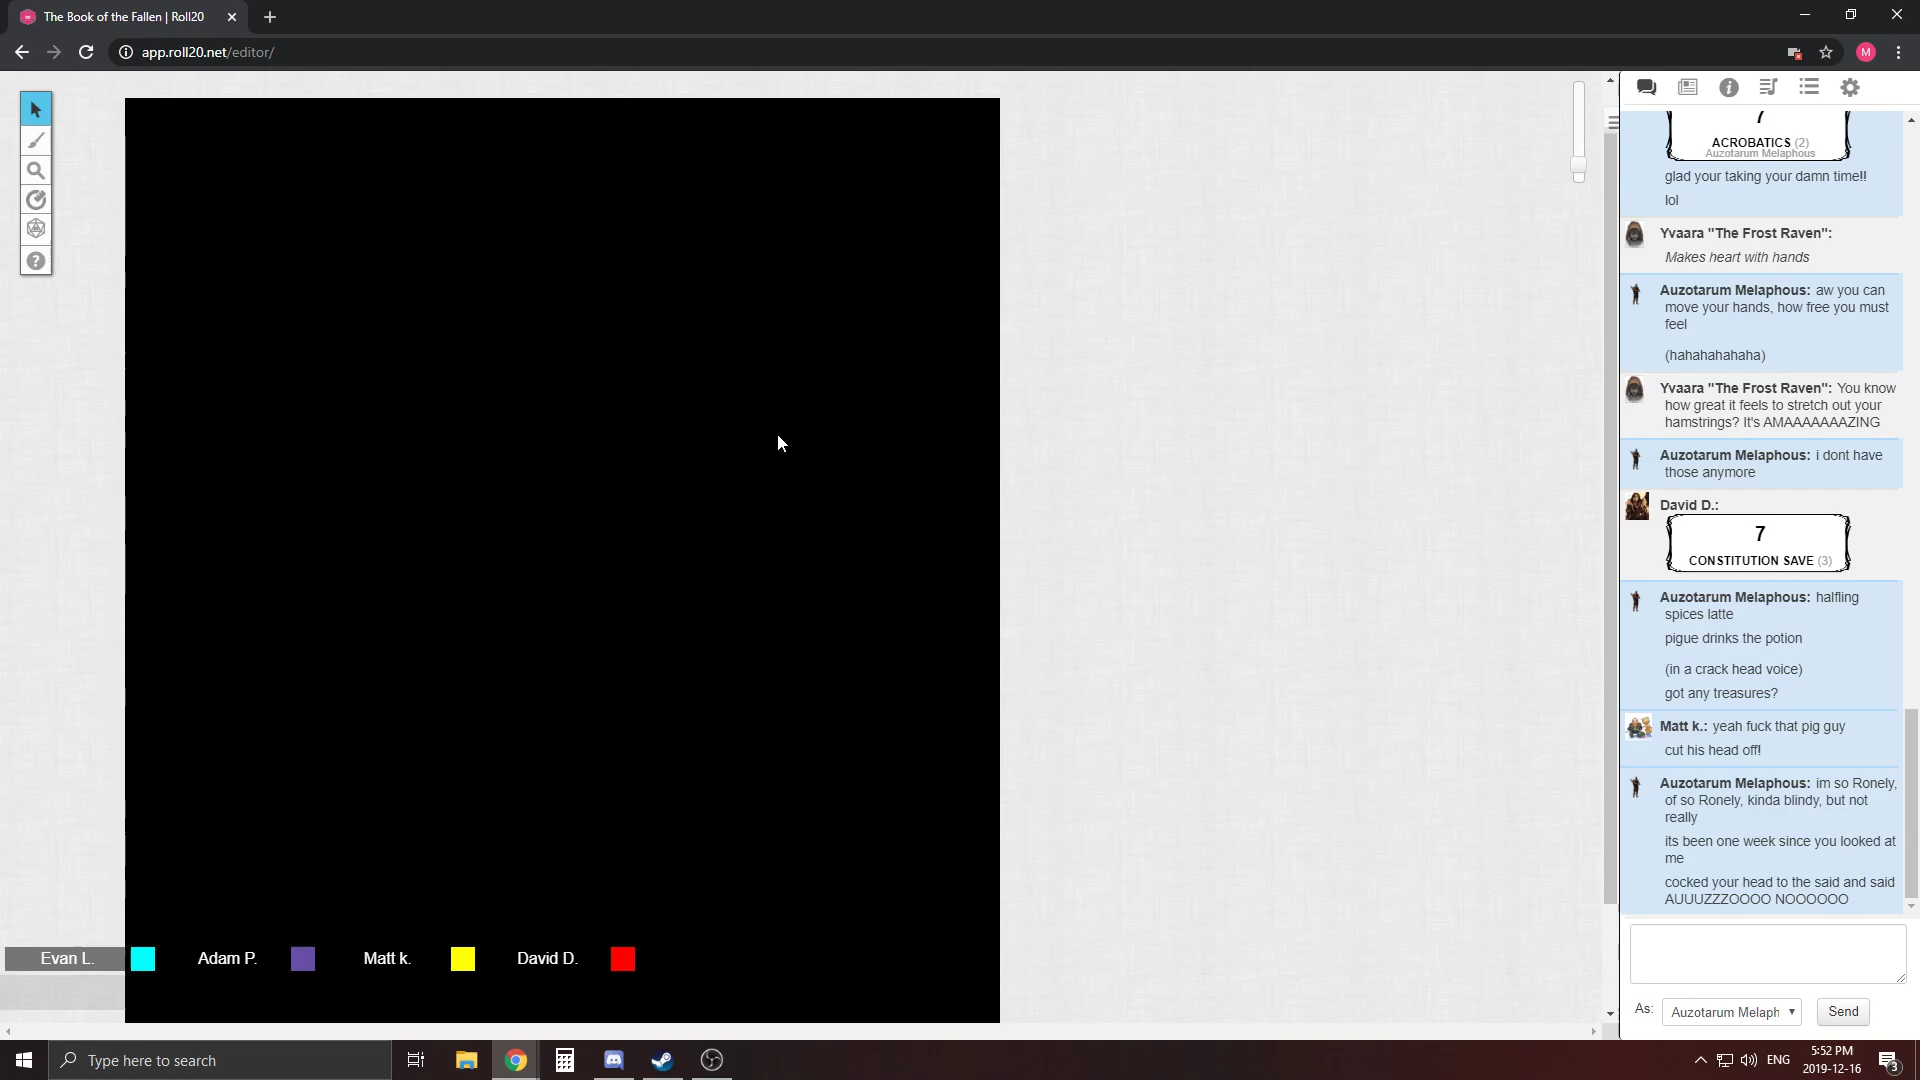 The Book of the Fallen | Roll20
app.roll20.net/editor/
M
7
ACROBATICS (2)
Auzotarum Melaphous
glad your taking your damn time!!
lol
Yvaara "The Frost Raven":
Makes heart with hands
Auzotarum Melaphous: aw you can
move your hands, how free you must
feel
(hahahahahaha)
Yvaara "The Frost Raven": You know
how great it feels to stretch out your
hamstrings? It's AMAAAAAAAZING
Auzotarum Melaphous: i dont have
those anymore
David D.:
7
CONSTITUTION SAVE (3)
Auzotarum Melaphous: halfling
spices latte
pigue drinks the potion
(in a crack head voice)
got any treasures?
Matt k.: yeah fuck that pig guy
cut his head off!
Auzotarum Melaphous: im so Ronely,
of so Ronely, kinda blindy, but not
really
its been one week since you looked at
me
cocked your head to the said and said
AUUUZZZOOOO NOOOOOO
Evan L.
Adam P.
Matt k.
David D.
As:
Auzotarum Melaph
Send
Type here to search
ENG
5:52 PM
2019-12-16
3